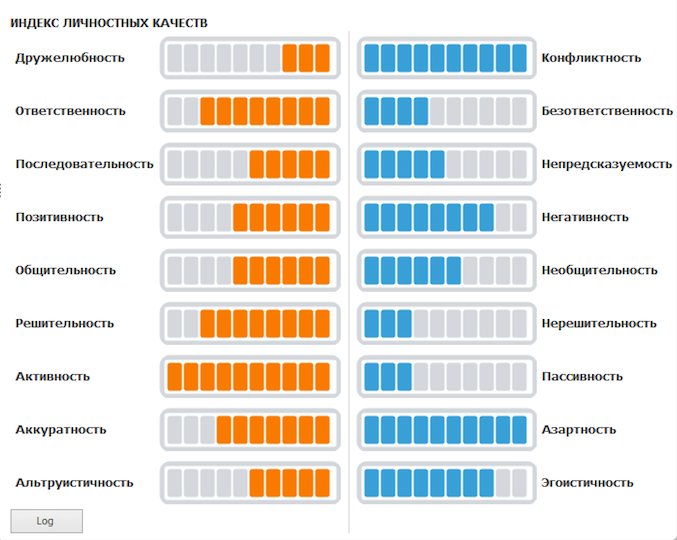 ИНДЕКС ЛИЧНОСТНЫХ КАЧЕСТВ
Дружелюбность Конфликтность
Ответственность Безответственность
Последовательность Непредсказуемость
Позитивность Негативность
Общительность Необщительность
Решительность Нерешительность
Активность Пассивность
Аккуратность Азартность
Альтруистичность Эгоистичность
Log